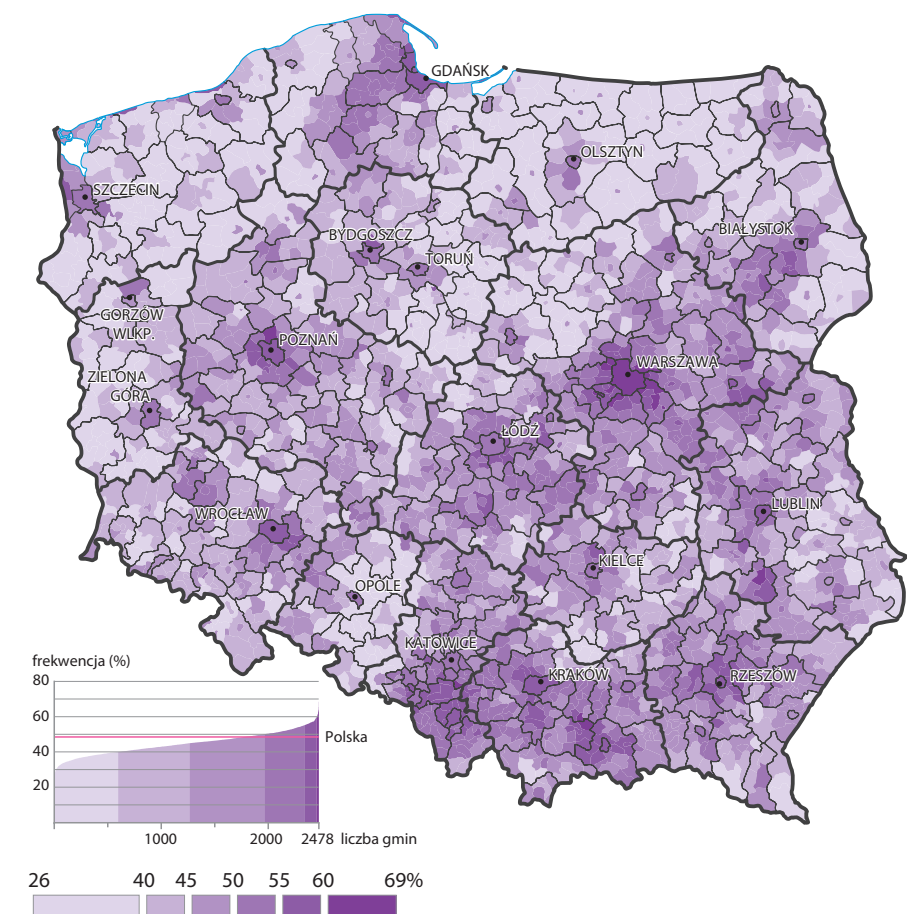 GDAŃSK
OLSZTYN
SZCZECIN
BIAŁYSTOK
BYDGOSZCZ
TORUŃ
GORZÓW
WLKP.
POZNAŃ
WARSZAWA
ZIELONA
GÓRA
ŁÓDŹ
WROCŁAW
LUBLIN
KIELCE
OPOLE
KATOWICE
KRAKÓW
RZESZÓW
frekwencja (%)
80
60
Polska
40
20
1000 2000 2478 liczba gmin
26 40 45 50 55 60 69%